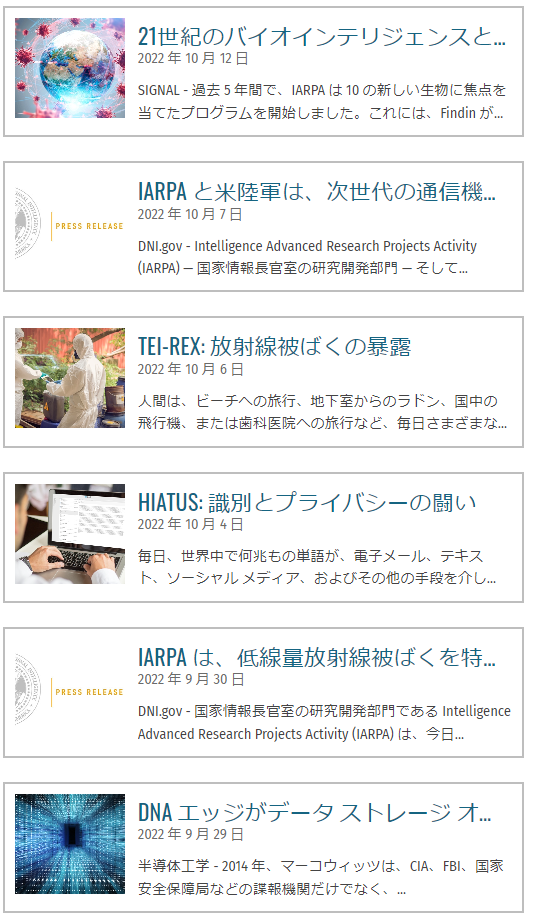 21世紀のバイオインテリジェンスと...
2022 年 10 月 12 日
SIGNAL - 過去 5 年間で、IARPA は 10 の新しい生物に焦点を
当てたプログラムを開始しました。これには、Findin が...
IARPA と米陸軍は、次世代の通信機...
2022 年 10 月 7 日
PRESS RELEASE
DNI.gov - Intelligence Advanced Research Projects Activity
(IARPA) — 国家情報長官室の研究開発部門 — そして...
TEI-REX: 放射線被ばくの暴露
2022 年 10 月 6 日
人間は、ビーチへの旅行、地下室からのラドン、国中の
飛行機、または歯科医院への旅行など、毎日さまざまな...
HIATUS: 識別とプライバシーの闘い
2022 年 10 月 4 日
毎日、世界中で何兆もの単語が、電子メール、テキス
ト、ソーシャル メディア、およびその他の手段を介し...
IARPA は、低線量放射線被ばくを特...
2022 年 9 月 30 日
PRESS RELEASE
DNI.gov - 国家情報長官室の研究開発部門である Intelligence
Advanced Research Projects Activity (IARPA) は、今日...
DNA エッジがデータ ストレージ オ...
2022 年 9 月 29 日
半導体工学 - 2014 年、マーコウィッツは、CIA、FBI、国家
安全保障局などの諜報機関だけでなく、...